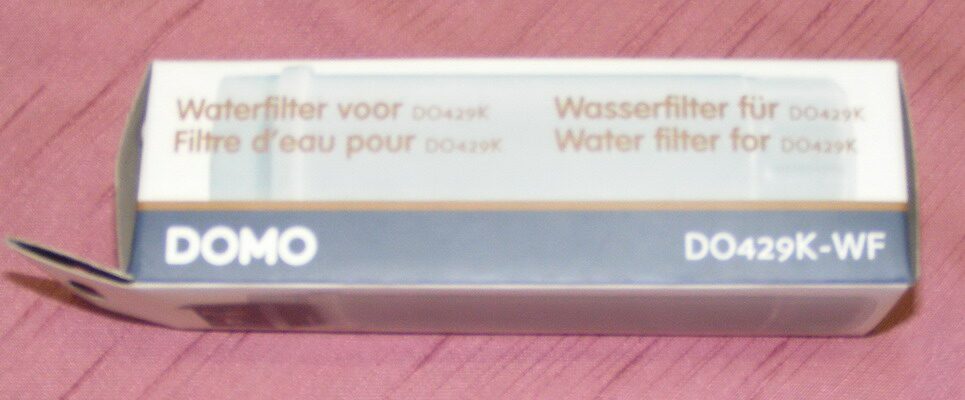 Waterfilter voor DO429K
Filtre d'eau pour DO429K
Wasserfilter für DO429K
Water filter for DO429K
DOMO
DO429K-WF